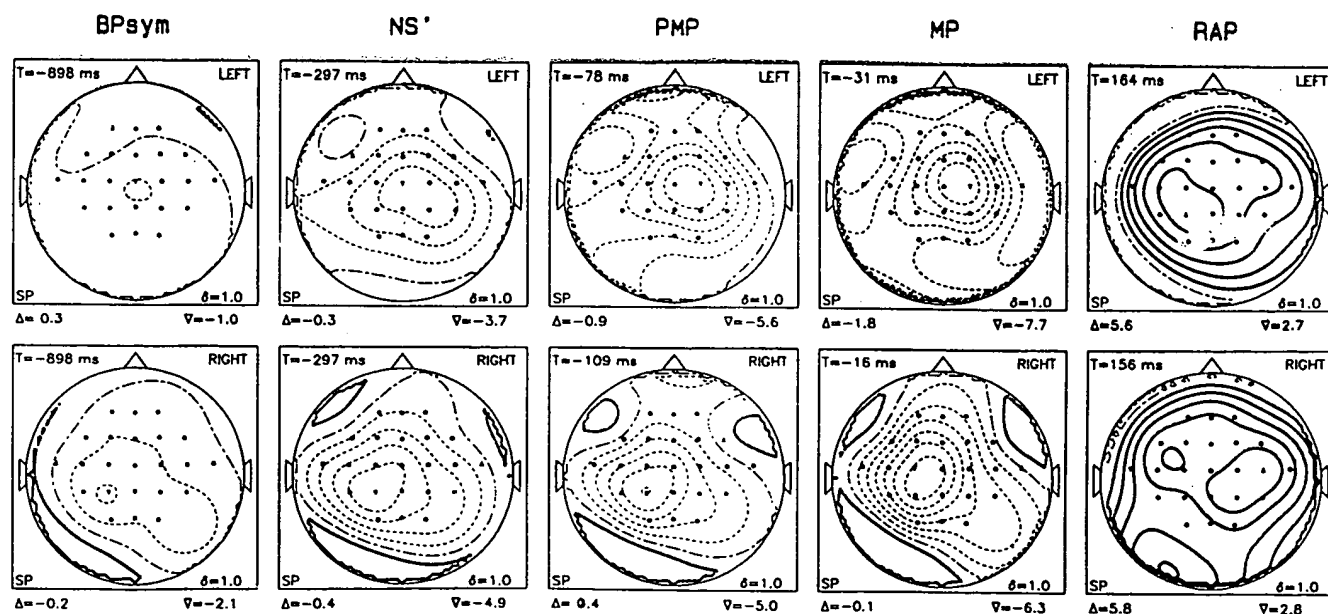 BPsym NS' PMP MP RAP
T=-898 ms LEFT T=-297 ms LEFT T=-78 ms LEFT T=-31 ms LEFT T=164 ms LEFT
SP δ=1.0 SP δ=1.0 SP δ=1.0 SP δ=1.0 SP δ=1.0
Δ= 0.3 ∇=-1.0 Δ=-0.3 ∇=-3.7 Δ=-0.9 ∇=-5.6 Δ=-1.8 ∇=-7.7 Δ=5.6 ∇=2.7
T=-898 ms RIGHT T=-297 ms RIGHT T=-109 ms RIGHT T=-16 ms RIGHT T=156 ms RIGHT
SP δ=1.0 SP δ=1.0 SP δ=1.0 SP δ=1.0 SP δ=1.0
Δ=-0.2 ∇=-2.1 Δ=-0.4 ∇=-4.9 Δ= 0.4 ∇=-5.0 Δ=-0.1 ∇=-6.3 Δ=5.8 ∇=2.8